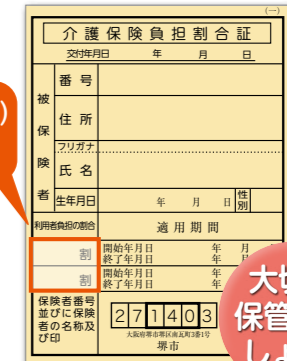 (一)
介護保険負担割合証
交付年月日 年 月 日
被保険者
番号
住所
フリガナ
氏名
生年月日 年 月 日 性別
利用者負担の割合 適用期間
割 開始年月日 年 月
終了年月日 年
割 開始年月日 年
終了年月日 年
保険者番号並びに保険者の名称及び印
271403
大阪府堺市堺区南瓦町3番1号
堺市
保管